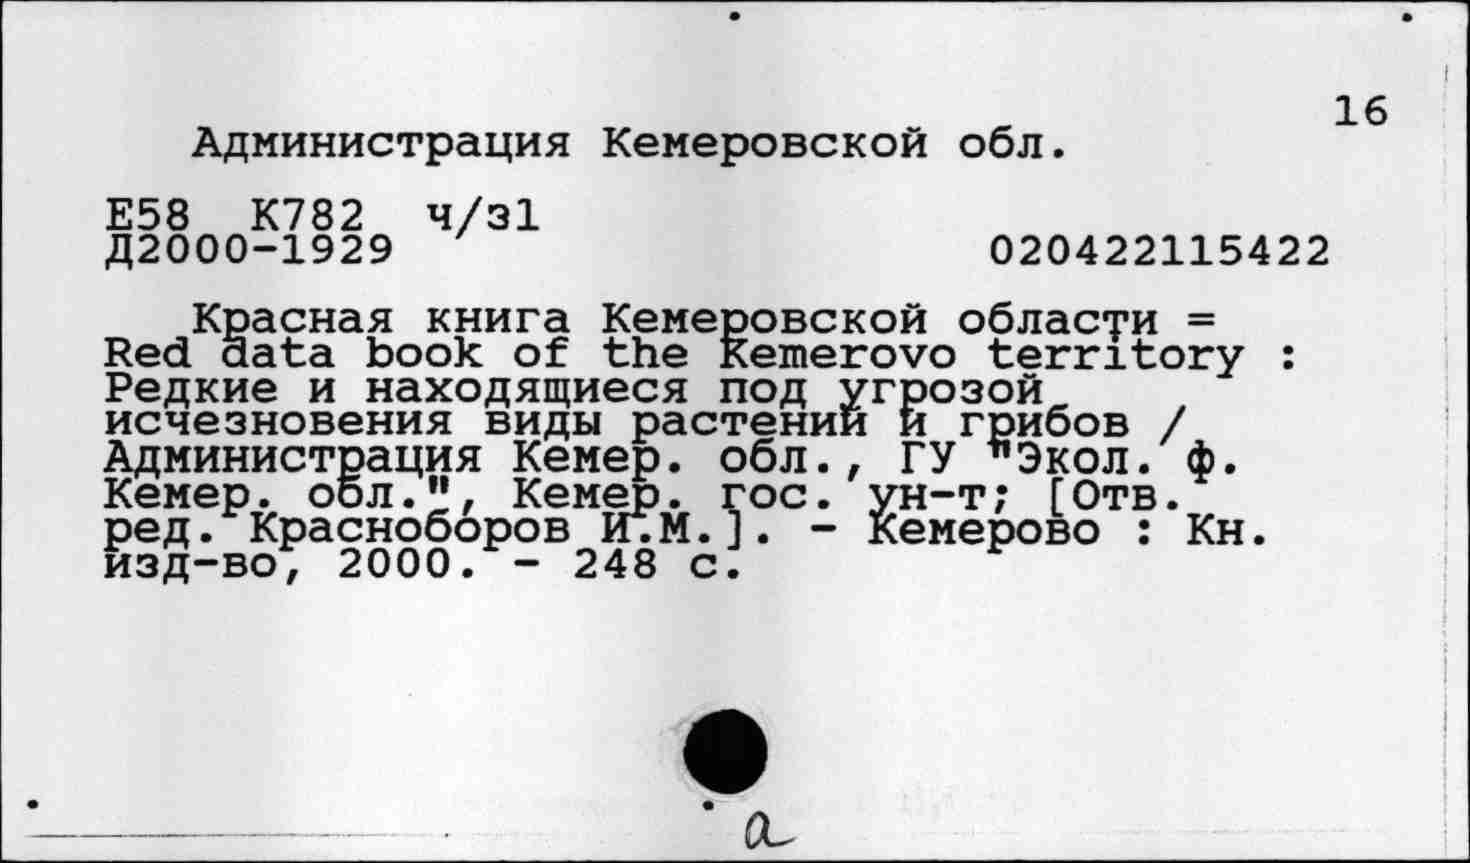 16
Администрация Кемеровской обл.
Е58 К782 ч/з1
Д2000-1929 020422115422
Красная книга Кемеровской области =
Red data book of the Kemerovo territory :
Редкие и находящиеся под угрозой
исчезновения виды растений и грибов /
Администрация Кемер. обл., ГУ "Экол. ф.
Кемер. обл.", Кемер. гос. ун-т; [Отв.
ред. Красноборов И.М.]. - Кемерово : Кн.
изд-во, 2000. - 248 с.
а